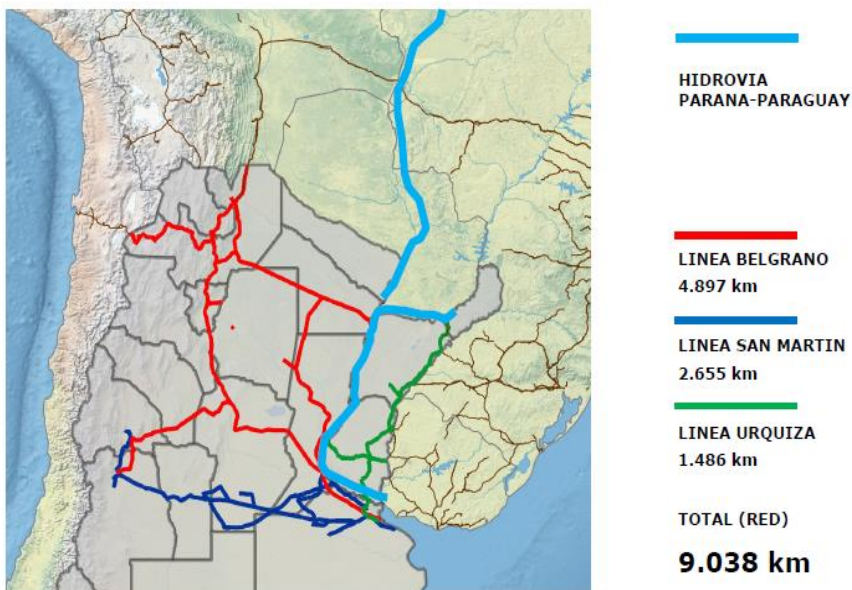 HIDROVIA
PARANA-PARAGUAY
LINEA BELGRANO
4.897 km
LINEA SAN MARTIN
2.655 km
LINEA URQUIZA
1.486 km
TOTAL (RED)
9.038 km